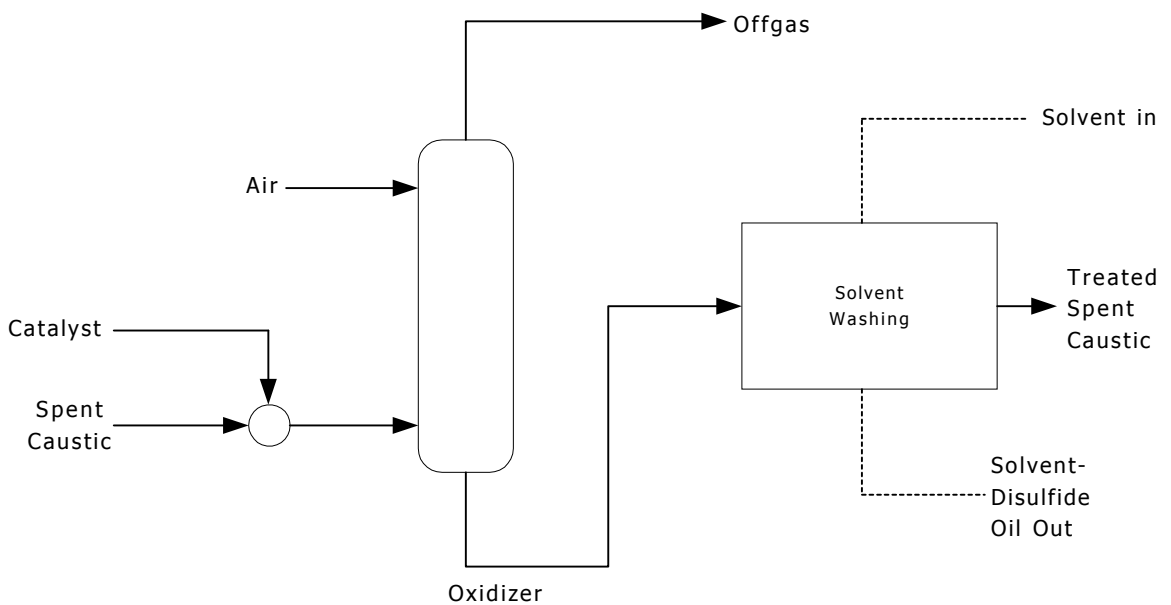 Offgas
Solvent in
Air
Solvent
Washing
Treated
Spent
Caustic
Catalyst
Spent
Caustic
Solvent-
Disulfide
Oil Out
Oxidizer